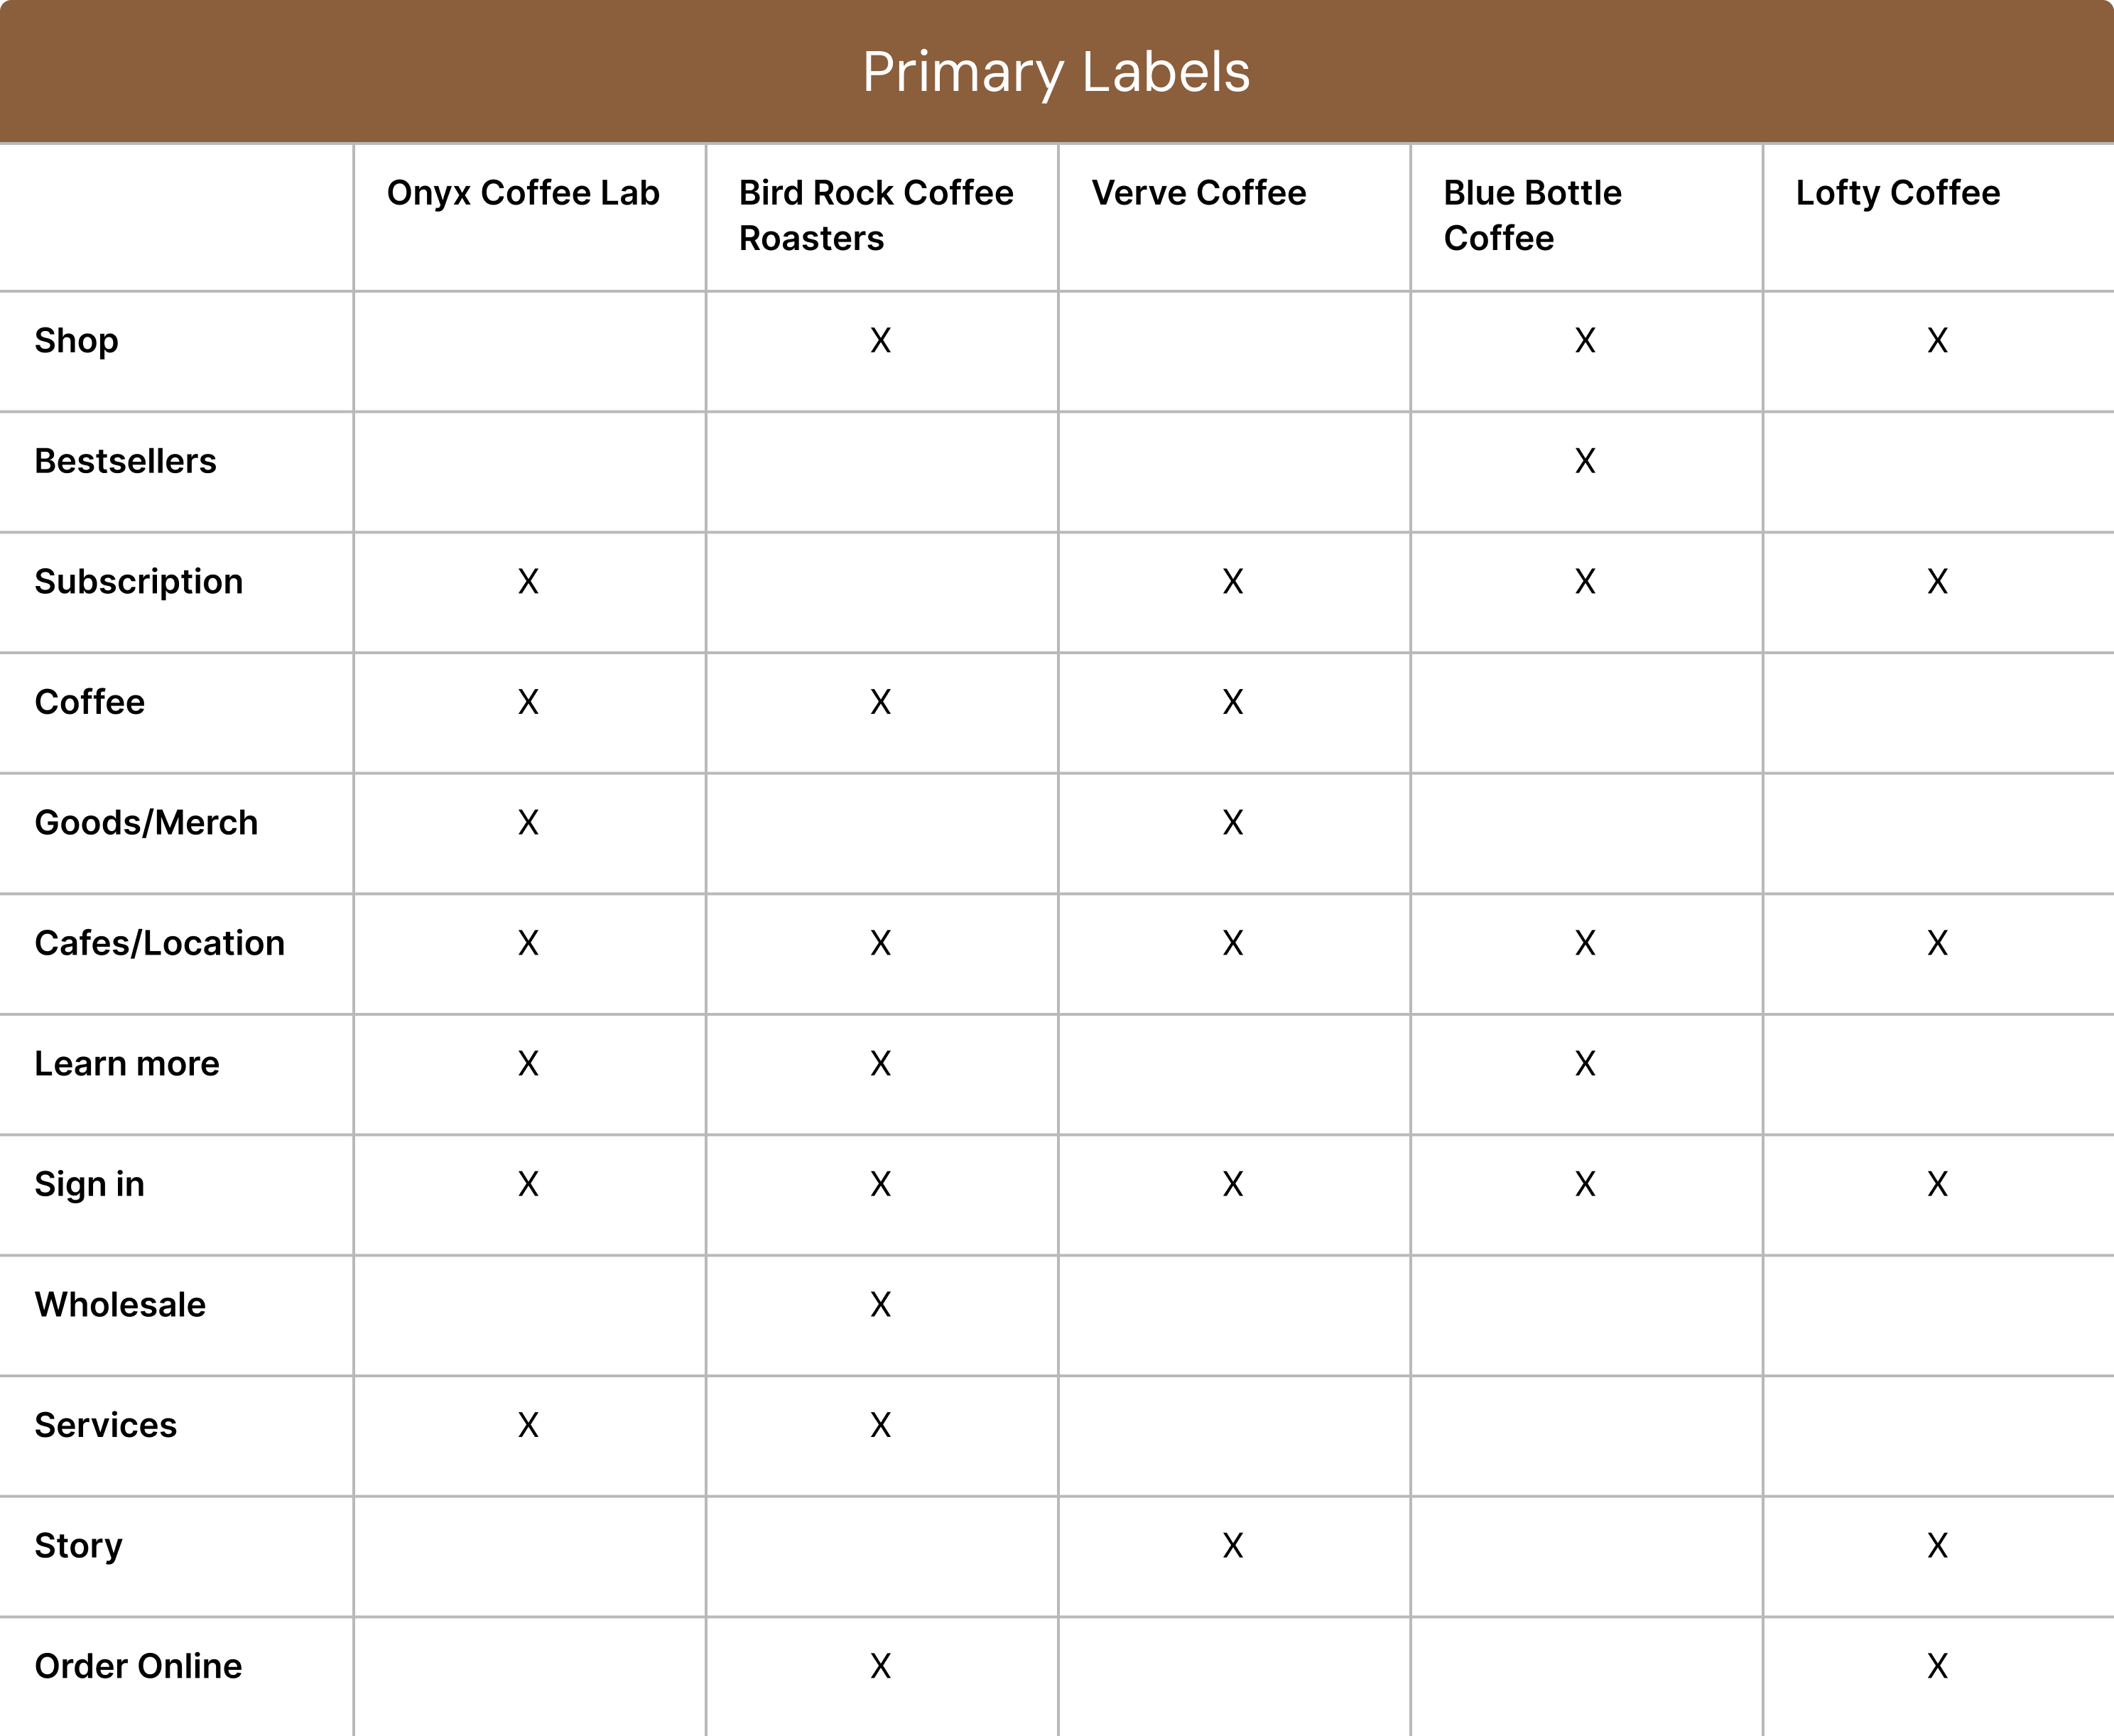 Primary Labels
Onyx Coffee Lab
Bird Rock Coffee
Roasters
Verve Coffee
Blue Bottle
Coffee
Lofty Coffee
Shop X X X
Bestsellers X
Subscription X X X X
Coffee X X X
Goods/Merch X X
Cafes/Location X X X X X
Learn more X X X
Sign in X X X X X
Wholesale X
Services X X
Story X X
Order Online X X